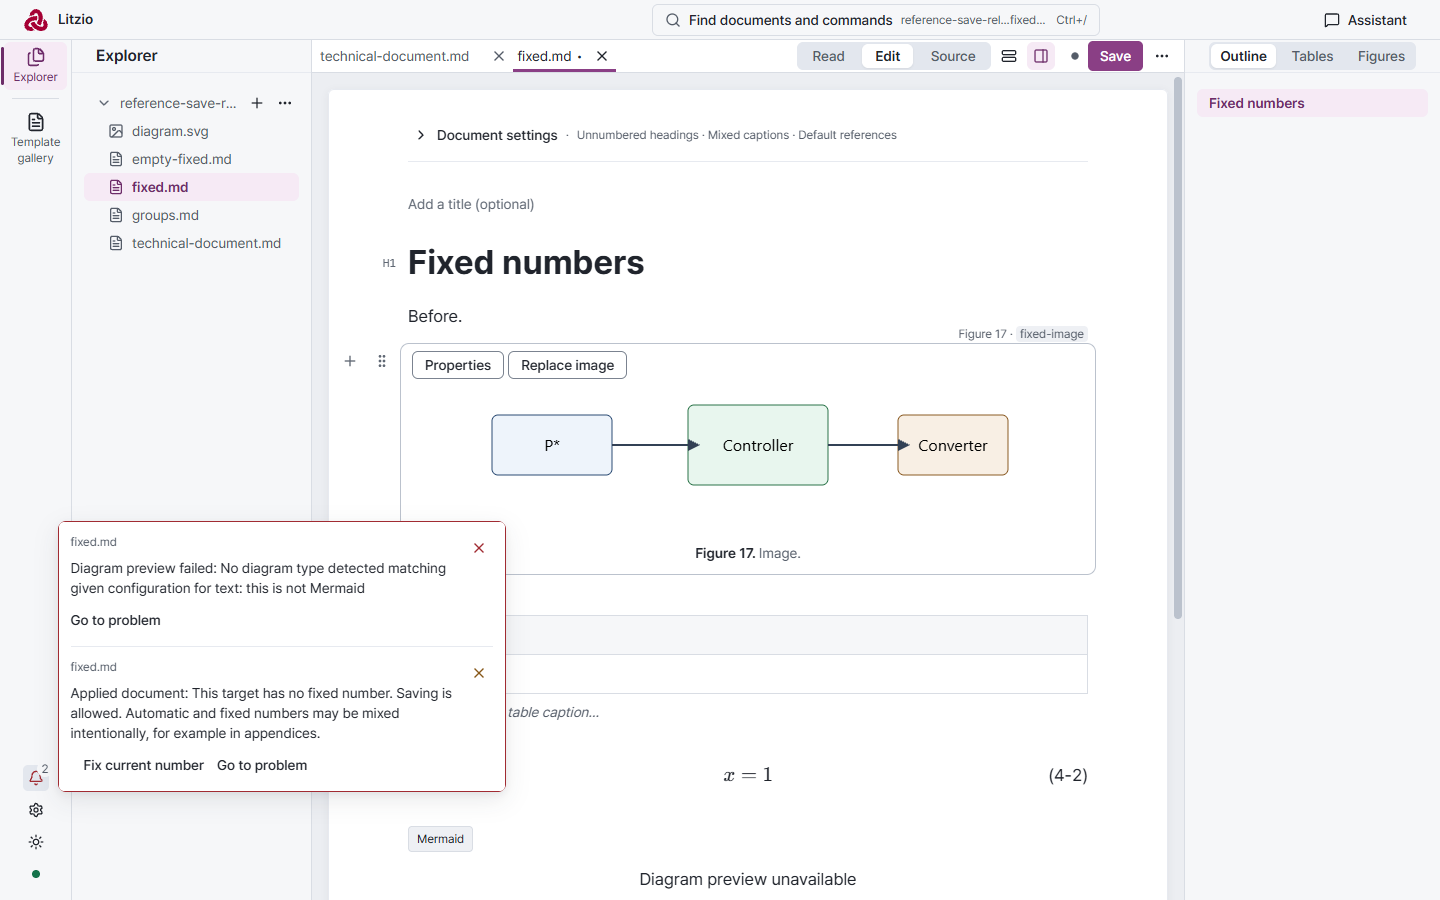 Litzio
Find documents and commands reference-save-rel...fixed... Ctrl+/
Assistant
Explorer
Template
gallery
2
Explorer
reference-save-r...
diagram.svg
empty-fixed.md
fixed.md
groups.md
technical-document.md
technical-document.md
fixed.md •
Read
Edit
Source
Save
Document settings · Unnumbered headings · Mixed captions · Default references
Add a title (optional)
H1 Fixed numbers
Before.
Figure 17 · fixed-image
Properties
Replace image
P*
Controller
Converter
Figure 17. Image.
table caption...
x = 1 (4-2)
Mermaid
Diagram preview unavailable
fixed.md
Diagram preview failed: No diagram type detected matching
given configuration for text: this is not Mermaid
Go to problem
fixed.md
Applied document: This target has no fixed number. Saving is
allowed. Automatic and fixed numbers may be mixed
intentionally, for example in appendices.
Fix current number Go to problem
Outline
Tables
Figures
Fixed numbers